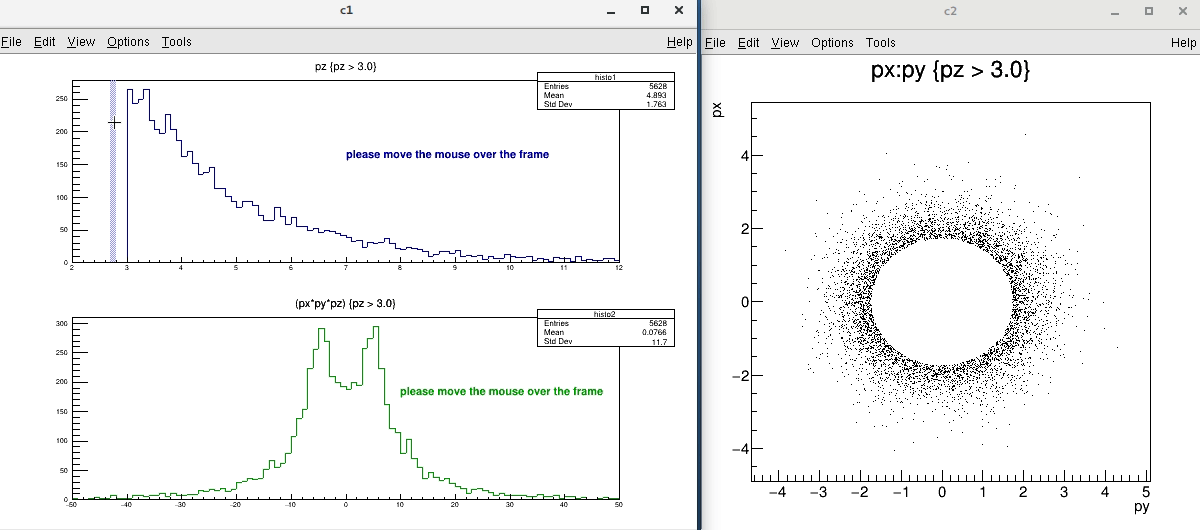 c1
File Edit View Options Tools Help
pz {pz > 3.0}
histo1
Entries 5628
Mean 4.893
Std Dev 1.763
please move the mouse over the frame
250
200
150
100
50
0
2 3 4 5 6 7 8 9 10 11 12
(px*py*pz) {pz > 3.0}
histo2
Entries 5628
Mean 0.0766
Std Dev 11.7
please move the mouse over the frame
300
250
200
150
100
50
0
−50 −40 −30 −20 −10 0 10 20 30 40 50
c2
File Edit View Options Tools Help
px:py {pz > 3.0}
px
4
2
0
−2
−4
−4 −3 −2 −1 0 1 2 3 4 5
py